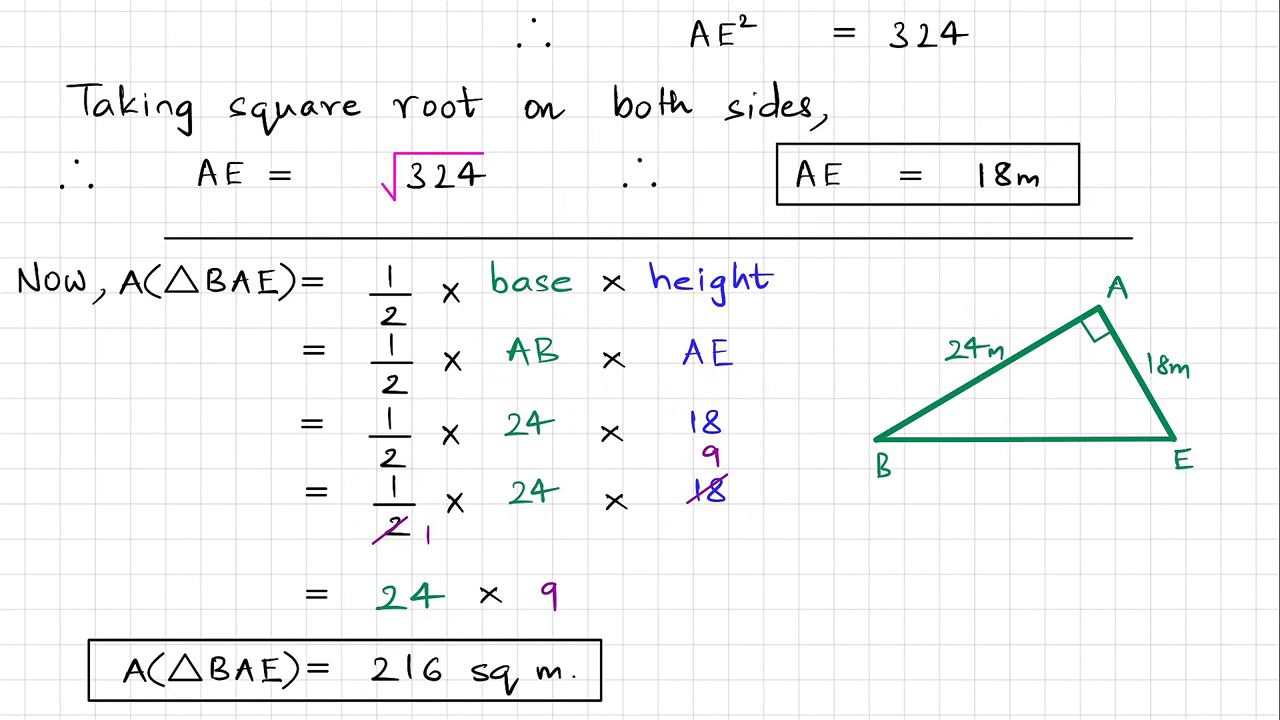 ∴ AE² = 324
Taking square root on both sides,
∴ AE = √324 ∴ AE = 18m
Now, A(△BAE) = 1/2 × base × height
= 1/2 × AB × AE
= 1/2 × 24 × 18
9
= 1/2 × 24 × 18
1
= 24 × 9
A(△BAE) = 216 sq m.
A
24m
18m
B
E